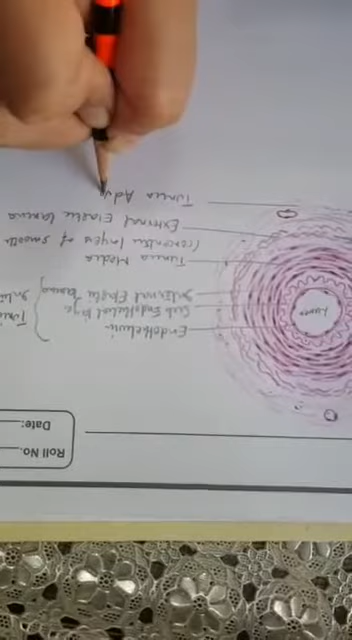 Roll No:
Date:
Endothelium
Sub Endothelial
Internal Elastic lamina
Tunica Media
Concentric layers of smooth
External Elastic lamina
Tunica Adv
Lumen